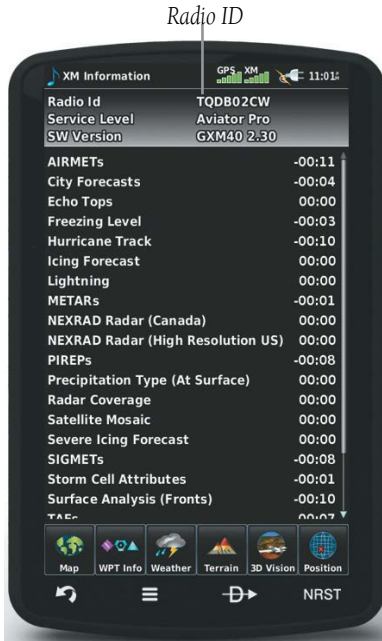 Radio ID
XM Information GPS XM 11:01
Radio Id TQDB02CW
Service Level Aviator Pro
SW Version GXM40 2.30
AIRMETs -00:11
City Forecasts -00:04
Echo Tops 00:00
Freezing Level -00:03
Hurricane Track -00:10
Icing Forecast 00:00
Lightning 00:00
METARs -00:01
NEXRAD Radar (Canada) 00:00
NEXRAD Radar (High Resolution US) 00:00
PIREPs -00:08
Precipitation Type (At Surface) 00:00
Radar Coverage 00:00
Satellite Mosaic 00:00
Severe Icing Forecast 00:00
SIGMETs -00:08
Storm Cell Attributes -00:01
Surface Analysis (Fronts) -00:10
TAFs 00:07
Map WPT Info Weather Terrain 3D Vision Position
D NRST